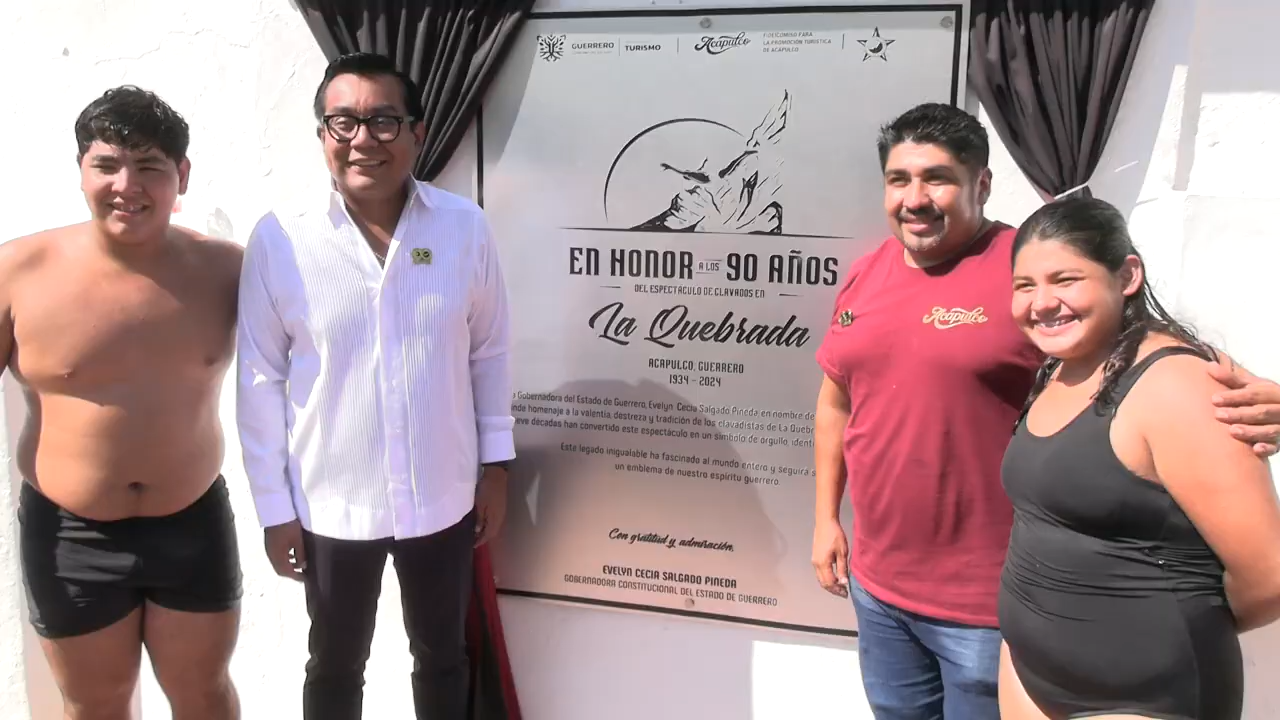 GUERRERO
TURISMO
Acapulco
FIDEICOMISO PARA
LA PROMOCIÓN TURÍSTICA
DE ACAPULCO
EN HONOR A LOS 90 AÑOS
DEL ESPECTÁCULO DE CLAVADOS EN
La Quebrada
ACAPULCO, GUERRERO
1934 - 2024
Gobernadora del Estado de Guerrero, Evelyn Cecia Salgado Pineda, en nombre de
homenaje a la valentía, destreza y tradición de los clavadistas de La
décadas han convertido este espectáculo en un símbolo de orgullo,
Este legado inigualable ha fascinado al mundo entero y seguirá
un emblema de nuestro espíritu guerrero.
Con gratitud y admiración,
EVELYN CECIA SALGADO PINEDA
GOBERNADORA CONSTITUCIONAL DEL ESTADO DE GUERRERO
Acapulco